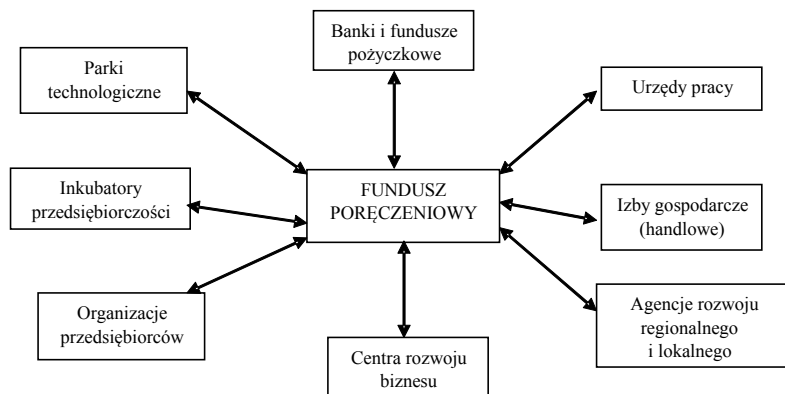 Banki i fundusze
pożyczkowe
Parki
technologiczne
Urzędy pracy
Inkubatory
przedsiębiorczości
FUNDUSZ
PORĘCZENIOWY
Izby gospodarcze
(handlowe)
Organizacje
przedsiębiorców
Centra rozwoju
biznesu
Agencje rozwoju
regionalnego
i lokalnego